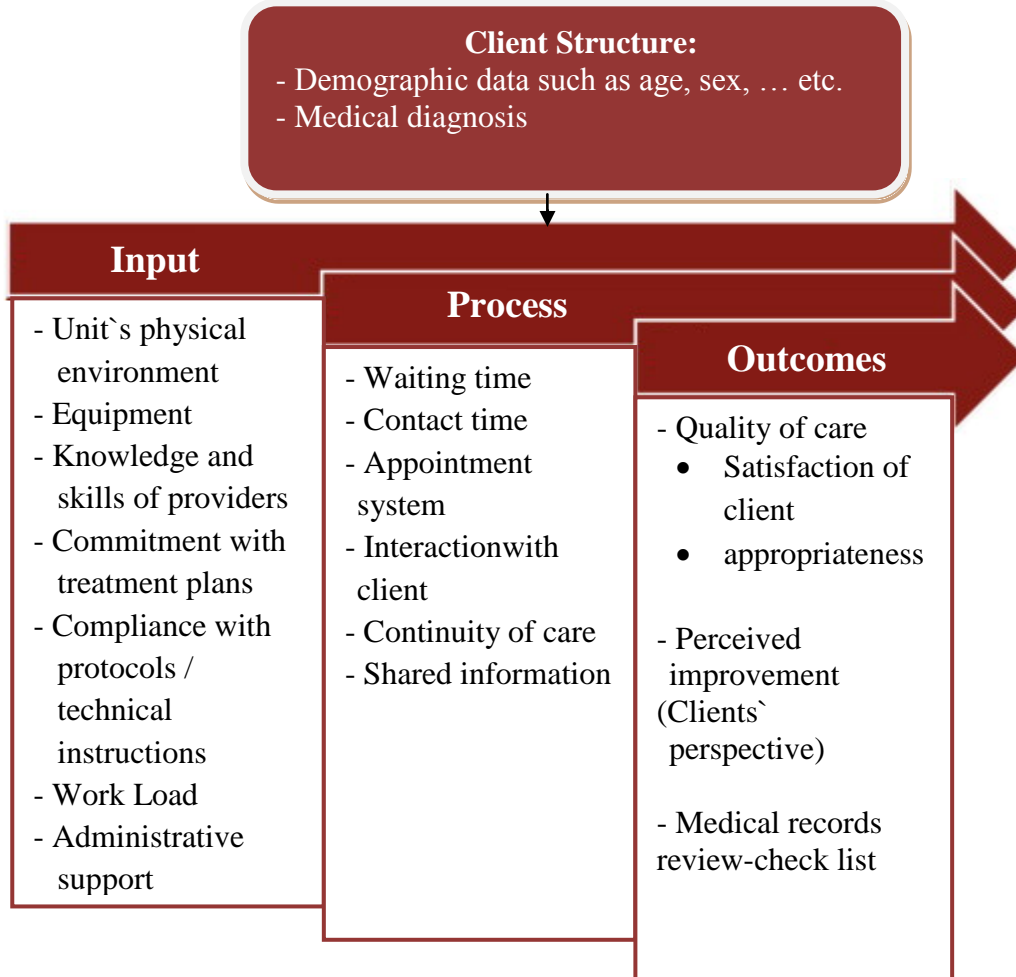 Client Structure:
- Demographic data such as age, sex, … etc.
- Medical diagnosis
Input
- Unit`s physical
environment
- Equipment
- Knowledge and
skills of providers
- Commitment with
treatment plans
- Compliance with
protocols /
technical
instructions
- Work Load
- Administrative
support
Process
- Waiting time
- Contact time
- Appointment
system
- Interactionwith
client
- Continuity of care
- Shared information
Outcomes
- Quality of care
• Satisfaction of
client
• appropriateness
- Perceived
improvement
(Clients`
perspective)
- Medical records
review-check list